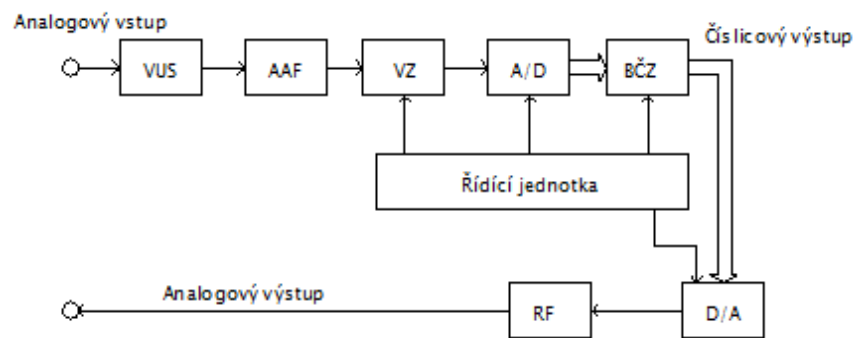 Analogový vstup
Číslicový výstup
VUS
AAF
VZ
A/D
BČZ
Řídící jednotka
Analogový výstup
RF
D/A